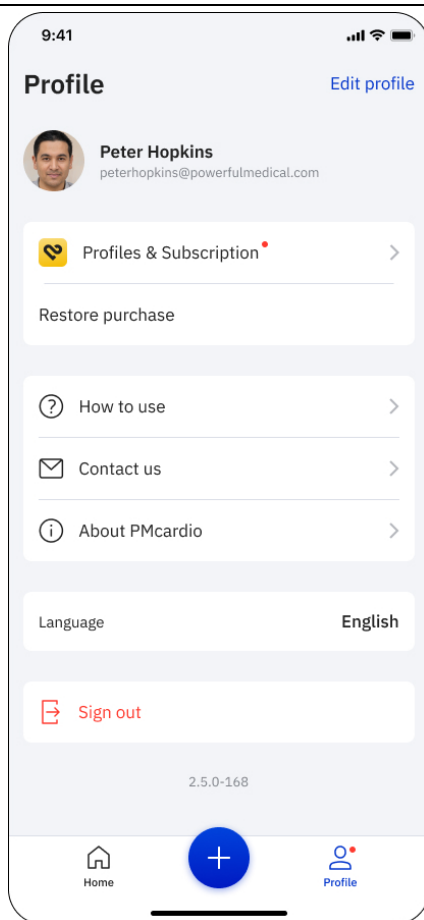 9:41
Profile
Edit profile
Peter Hopkins
peterhopkins@powerfulmedical.com
Profiles & Subscription
Restore purchase
How to use
Contact us
About PMcardio
Language
English
Sign out
2.5.0-168
Home
Profile